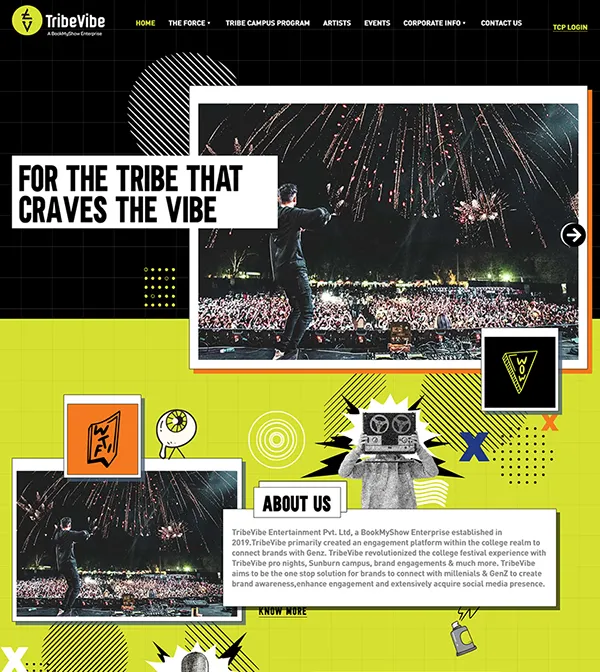 TribeVibe
A BookMyShow Enterprise
HOME THE FORCE TRIBE CAMPUS PROGRAM ARTISTS EVENTS CORPORATE INFO CONTACT US
TCP LOGIN
FOR THE TRIBE THAT
CRAVES THE VIBE
WOW
WTF!
X
X
ABOUT US
TribeVibe Entertainment Pvt. Ltd, a BookMyShow Enterprise established in
2019.TribeVibe primarily created an engagement platform within the college realm to
connect brands with Genz. TribeVibe revolutionized the college festival experience with
TribeVibe pro nights, Sunburn campus, brand engagements & much more. TribeVibe
aims to be the one stop solution for brands to connect with millenials & GenZ to create
brand awareness,enhance engagement and extensively acquire social media presence.
KNOW MORE
X